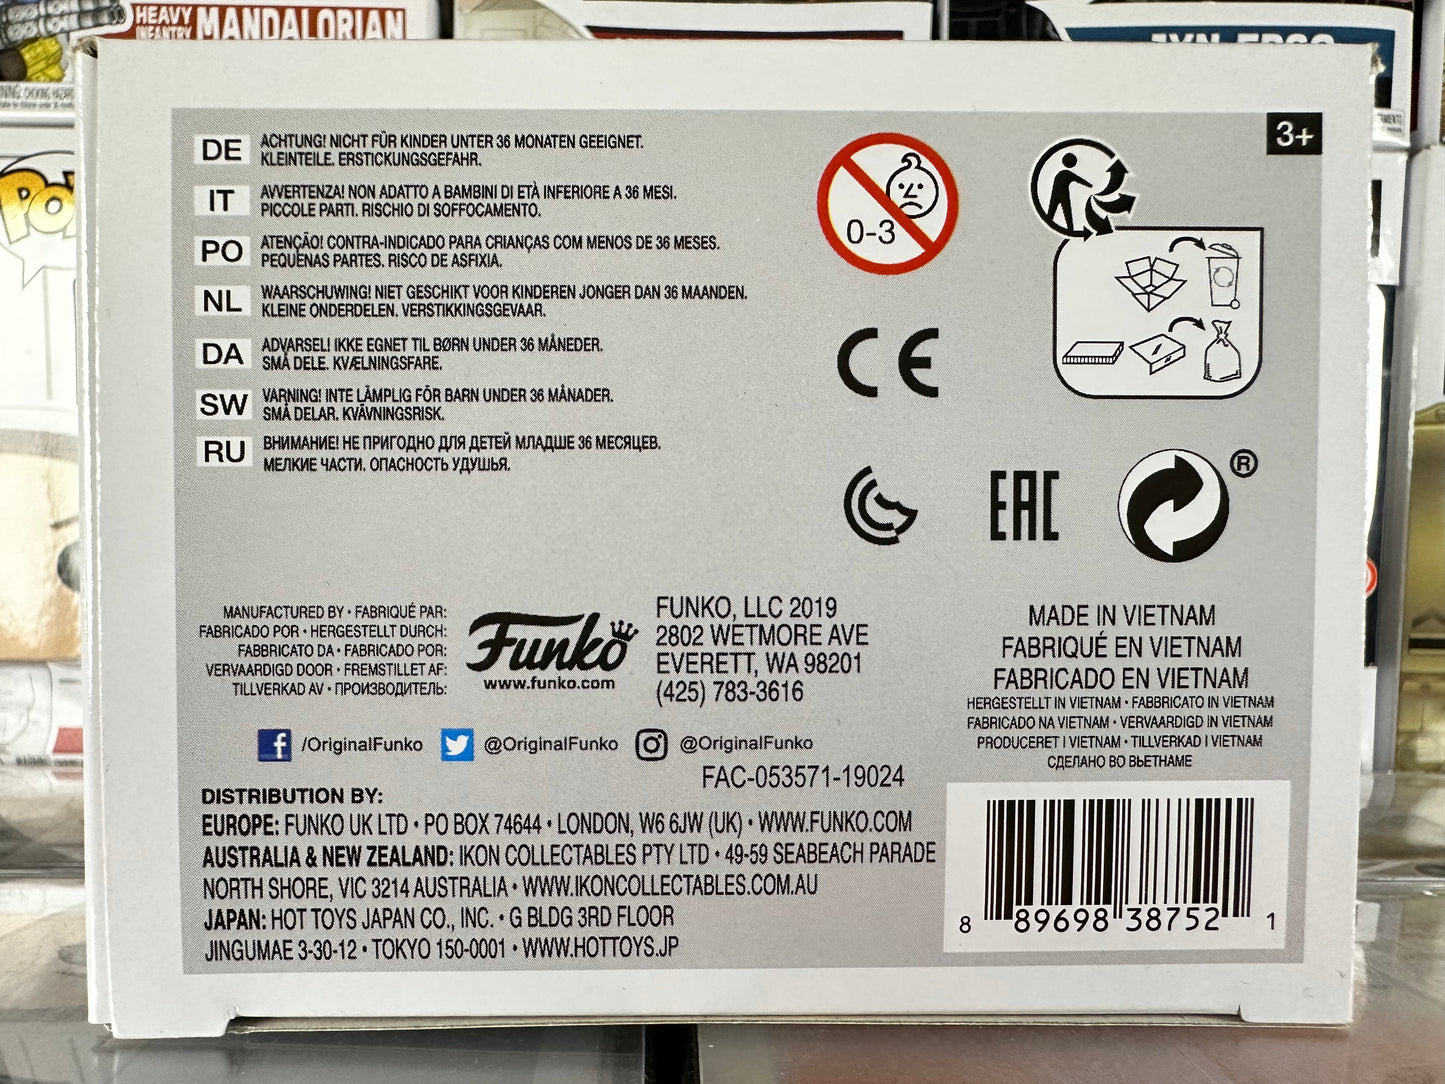 HEAVY
INFANTRY MANDALORIAN
JYN ERSO
3+
DE ACHTUNG! NICHT FÜR KINDER UNTER 36 MONATEN GEEIGNET.
KLEINTEILE. ERSTICKUNGSGEFAHR.
IT AVVERTENZA! NON ADATTO A BAMBINI DI ETÀ INFERIORE A 36 MESI.
PICCOLE PARTI. RISCHIO DI SOFFOCAMENTO.
PO ATENÇÃO! CONTRA-INDICADO PARA CRIANÇAS COM MENOS DE 36 MESES.
PEQUENAS PARTES. RISCO DE ASFIXIA.
NL WAARSCHUWING! NIET GESCHIKT VOOR KINDEREN JONGER DAN 36 MAANDEN.
KLEINE ONDERDELEN. VERSTIKKINGSGEVAAR.
DA ADVARSEL! IKKE EGNET TIL BØRN UNDER 36 MÅNEDER.
SMÅ DELE. KVÆLNINGSFARE.
SW VARNING! INTE LÄMPLIG FÖR BARN UNDER 36 MÅNADER.
SMÅ DELAR. KVÄVNINGSRISK.
RU ВНИМАНИЕ! НЕ ПРИГОДНО ДЛЯ ДЕТЕЙ МЛАДШЕ 36 МЕСЯЦЕВ.
МЕЛКИЕ ЧАСТИ. ОПАСНОСТЬ УДУШЬЯ.
0-3
CE
EAC
®
MANUFACTURED BY • FABRIQUÉ PAR:
FABRICADO POR • HERGESTELLT DURCH:
FABBRICATO DA • FABRICADO POR:
VERVAARDIGD DOOR • FREMSTILLET AF:
TILLVERKAD AV • ПРОИЗВОДИТЕЛЬ:
Funko
www.funko.com
FUNKO, LLC 2019
2802 WETMORE AVE
EVERETT, WA 98201
(425) 783-3616
MADE IN VIETNAM
FABRIQUÉ EN VIETNAM
FABRICADO EN VIETNAM
HERGESTELLT IN VIETNAM • FABBRICATO IN VIETNAM
FABRICADO NA VIETNAM • VERVAARDIGD IN VIETNAM
PRODUCERET I VIETNAM • TILLVERKAD I VIETNAM
СДЕЛАНО ВО ВЬЕТНАМЕ
/OriginalFunko @OriginalFunko @OriginalFunko
FAC-053571-19024
DISTRIBUTION BY:
EUROPE: FUNKO UK LTD • PO BOX 74644 • LONDON, W6 6JW (UK) • WWW.FUNKO.COM
AUSTRALIA & NEW ZEALAND: IKON COLLECTABLES PTY LTD • 49-59 SEABEACH PARADE
NORTH SHORE, VIC 3214 AUSTRALIA • WWW.IKONCOLLECTABLES.COM.AU
JAPAN: HOT TOYS JAPAN CO., INC. • G BLDG 3RD FLOOR
JINGUMAE 3-30-12 • TOKYO 150-0001 • WWW.HOTTOYS.JP
8 89698 38752 1